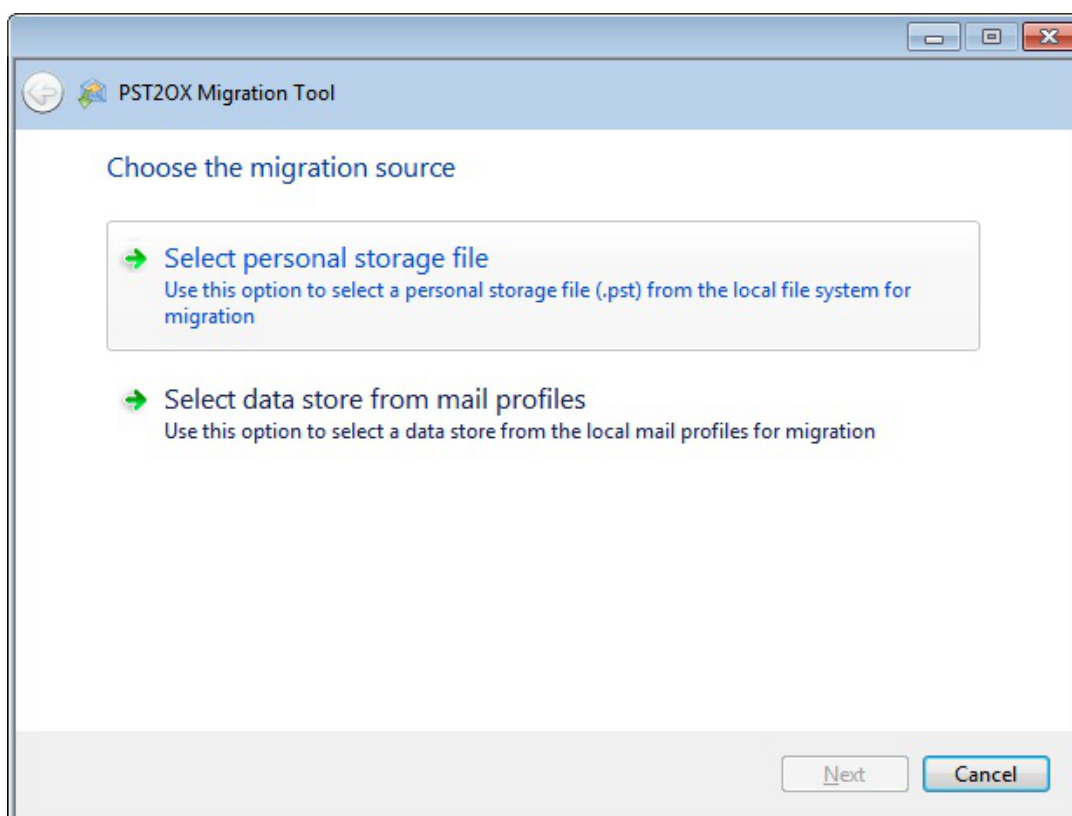 PST2OX Migration Tool
Choose the migration source
Select personal storage file
Use this option to select a personal storage file (.pst) from the local file system for
migration
Select data store from mail profiles
Use this option to select a data store from the local mail profiles for migration
Next
Cancel